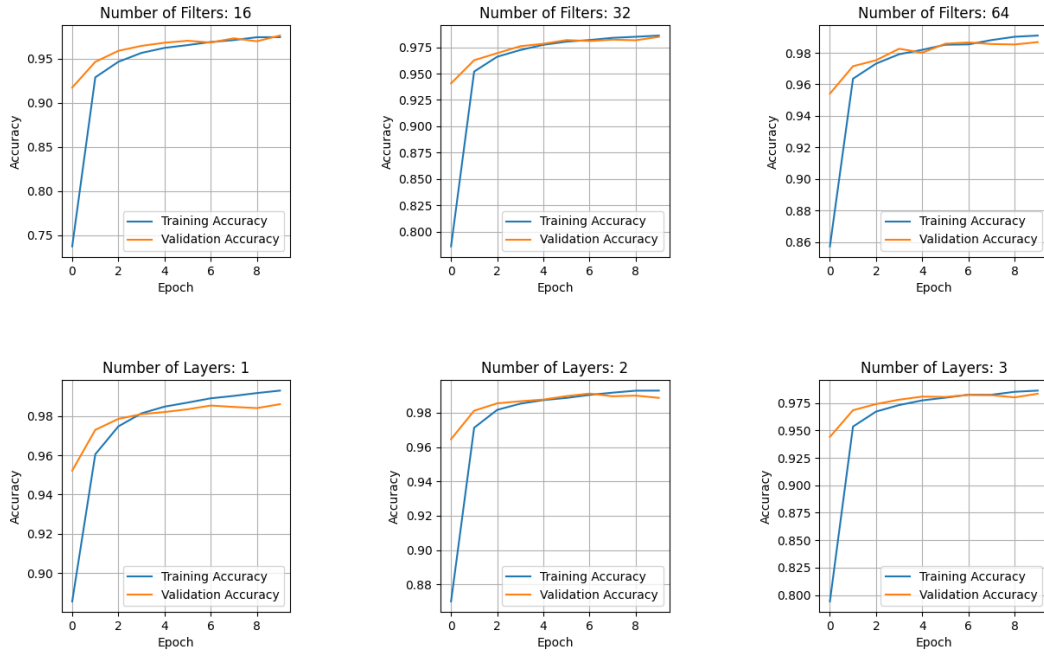 Number of Filters: 16
0.95
0.90
0.85
0.80
0.75
Accuracy
Training Accuracy
Validation Accuracy
0 2 4 6 8
Epoch
Number of Filters: 32
0.975
0.950
0.925
0.900
0.875
0.850
0.825
0.800
Accuracy
Training Accuracy
Validation Accuracy
0 2 4 6 8
Epoch
Number of Filters: 64
0.98
0.96
0.94
0.92
0.90
0.88
0.86
Accuracy
Training Accuracy
Validation Accuracy
0 2 4 6 8
Epoch
Number of Layers: 1
0.98
0.96
0.94
0.92
0.90
Accuracy
Training Accuracy
Validation Accuracy
0 2 4 6 8
Epoch
Number of Layers: 2
0.98
0.96
0.94
0.92
0.90
0.88
Accuracy
Training Accuracy
Validation Accuracy
0 2 4 6 8
Epoch
Number of Layers: 3
0.975
0.950
0.925
0.900
0.875
0.850
0.825
0.800
Accuracy
Training Accuracy
Validation Accuracy
0 2 4 6 8
Epoch